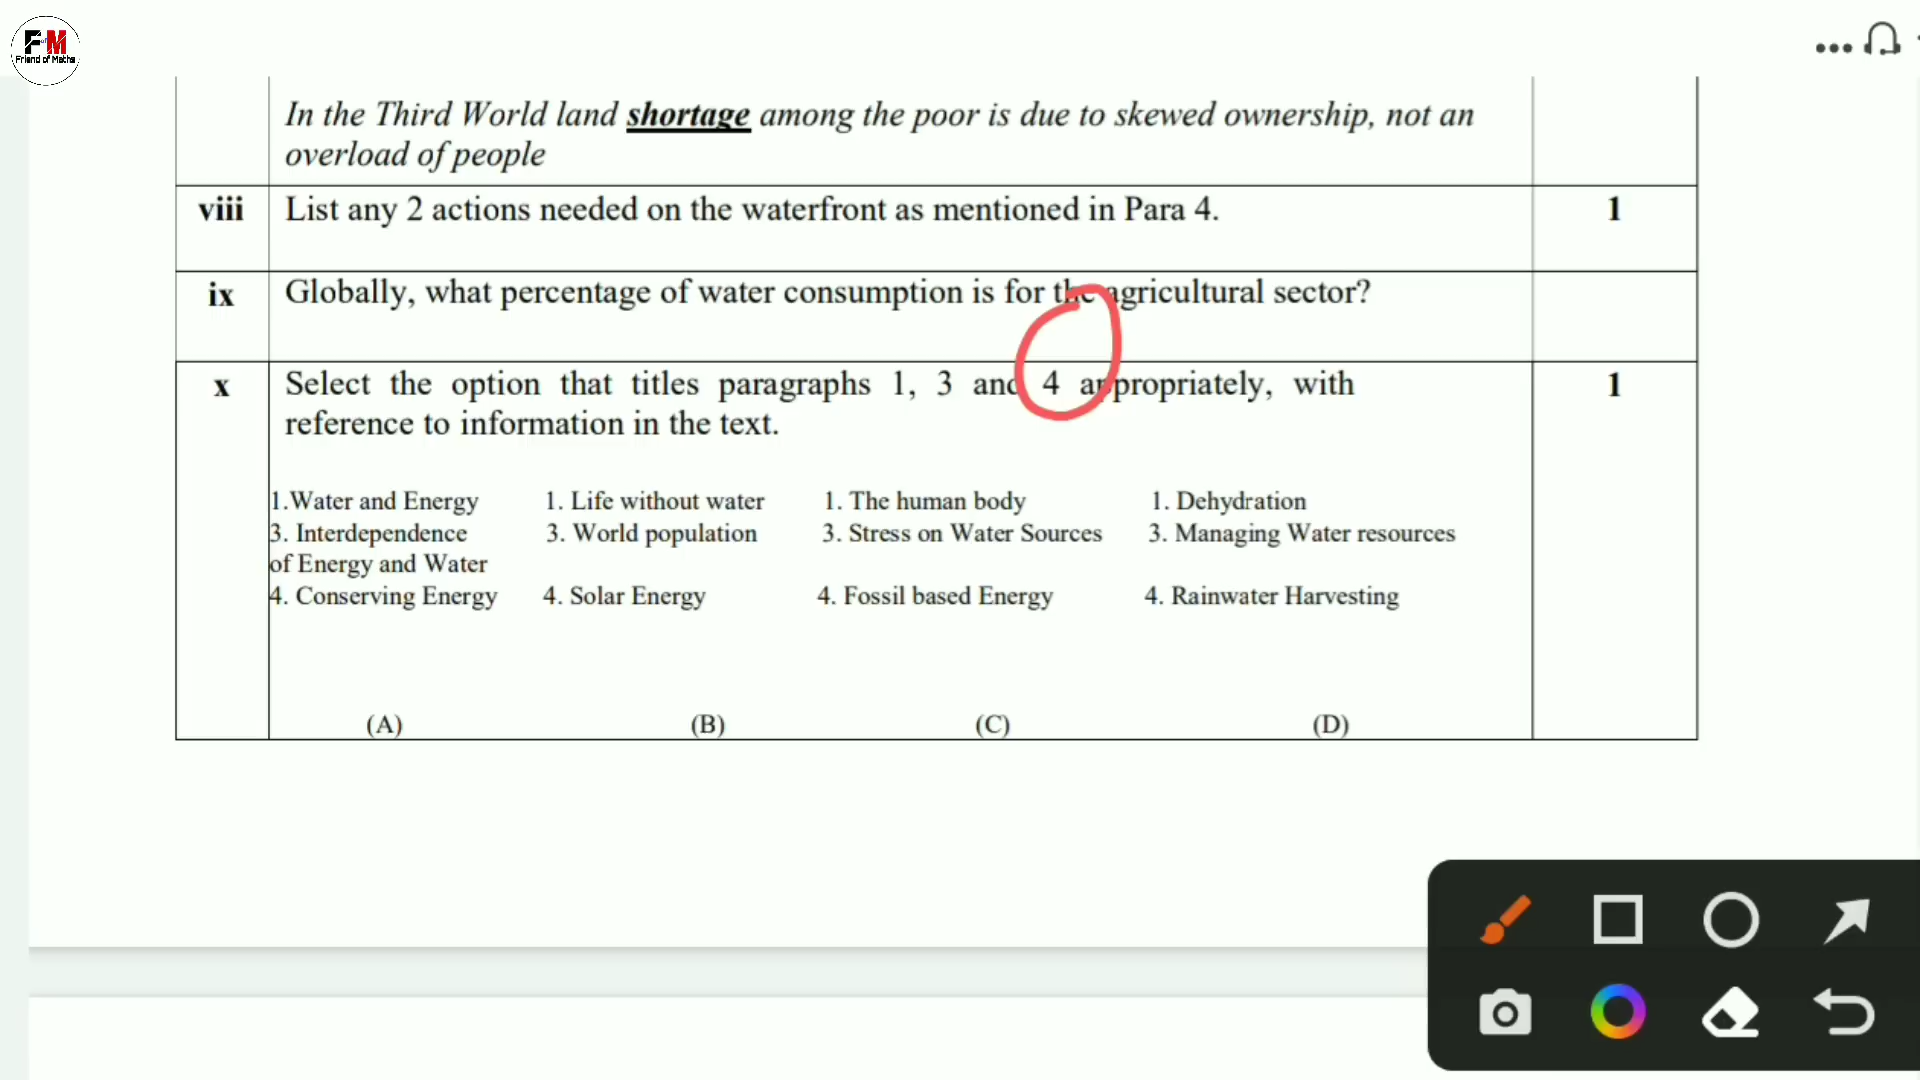 FM
Friend of Maths
In the Third World land shortage among the poor is due to skewed ownership, not an
overload of people
viii List any 2 actions needed on the waterfront as mentioned in Para 4. 1
ix Globally, what percentage of water consumption is for the agricultural sector?
x Select the option that titles paragraphs 1, 3 and 4 appropriately, with 1
reference to information in the text.
1.Water and Energy 1. Life without water 1. The human body 1. Dehydration
3. Interdependence 3. World population 3. Stress on Water Sources 3. Managing Water resources
of Energy and Water
4. Conserving Energy 4. Solar Energy 4. Fossil based Energy 4. Rainwater Harvesting
(A) (B) (C) (D)